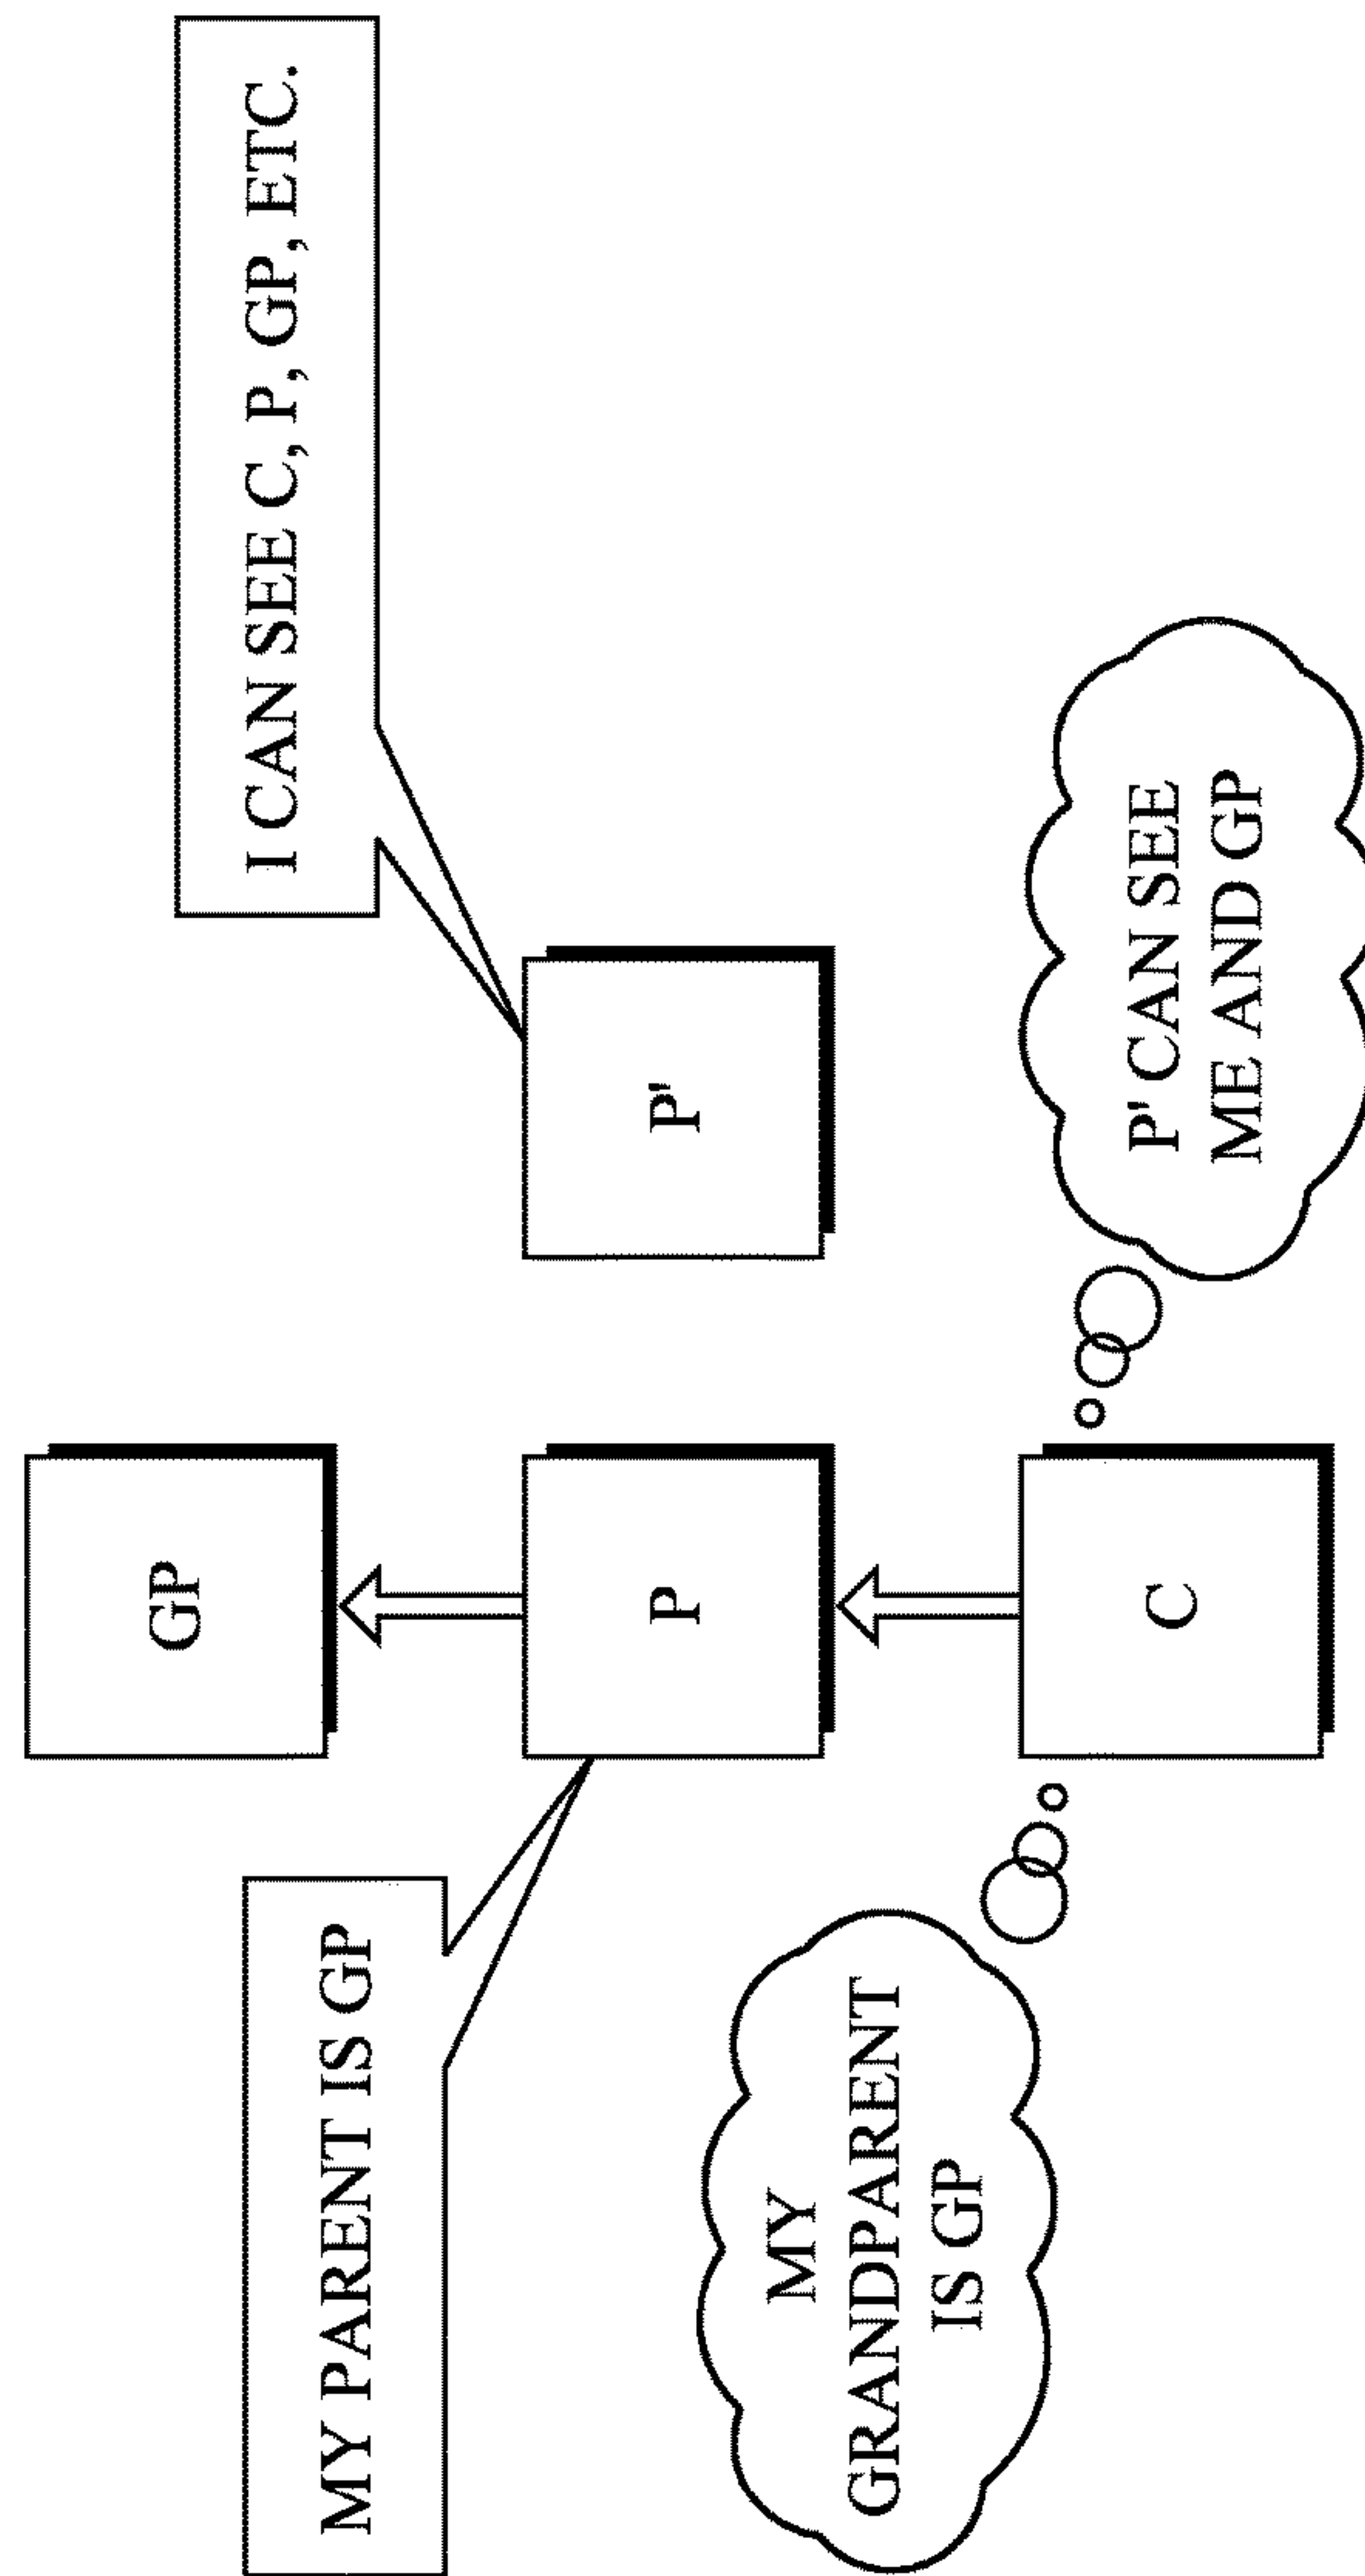 GP
I CAN SEE C, P, GP, ETC.
MY PARENT IS GP
P
P'
MY
GRANDPARENT
IS GP
C
P' CAN SEE
ME AND GP